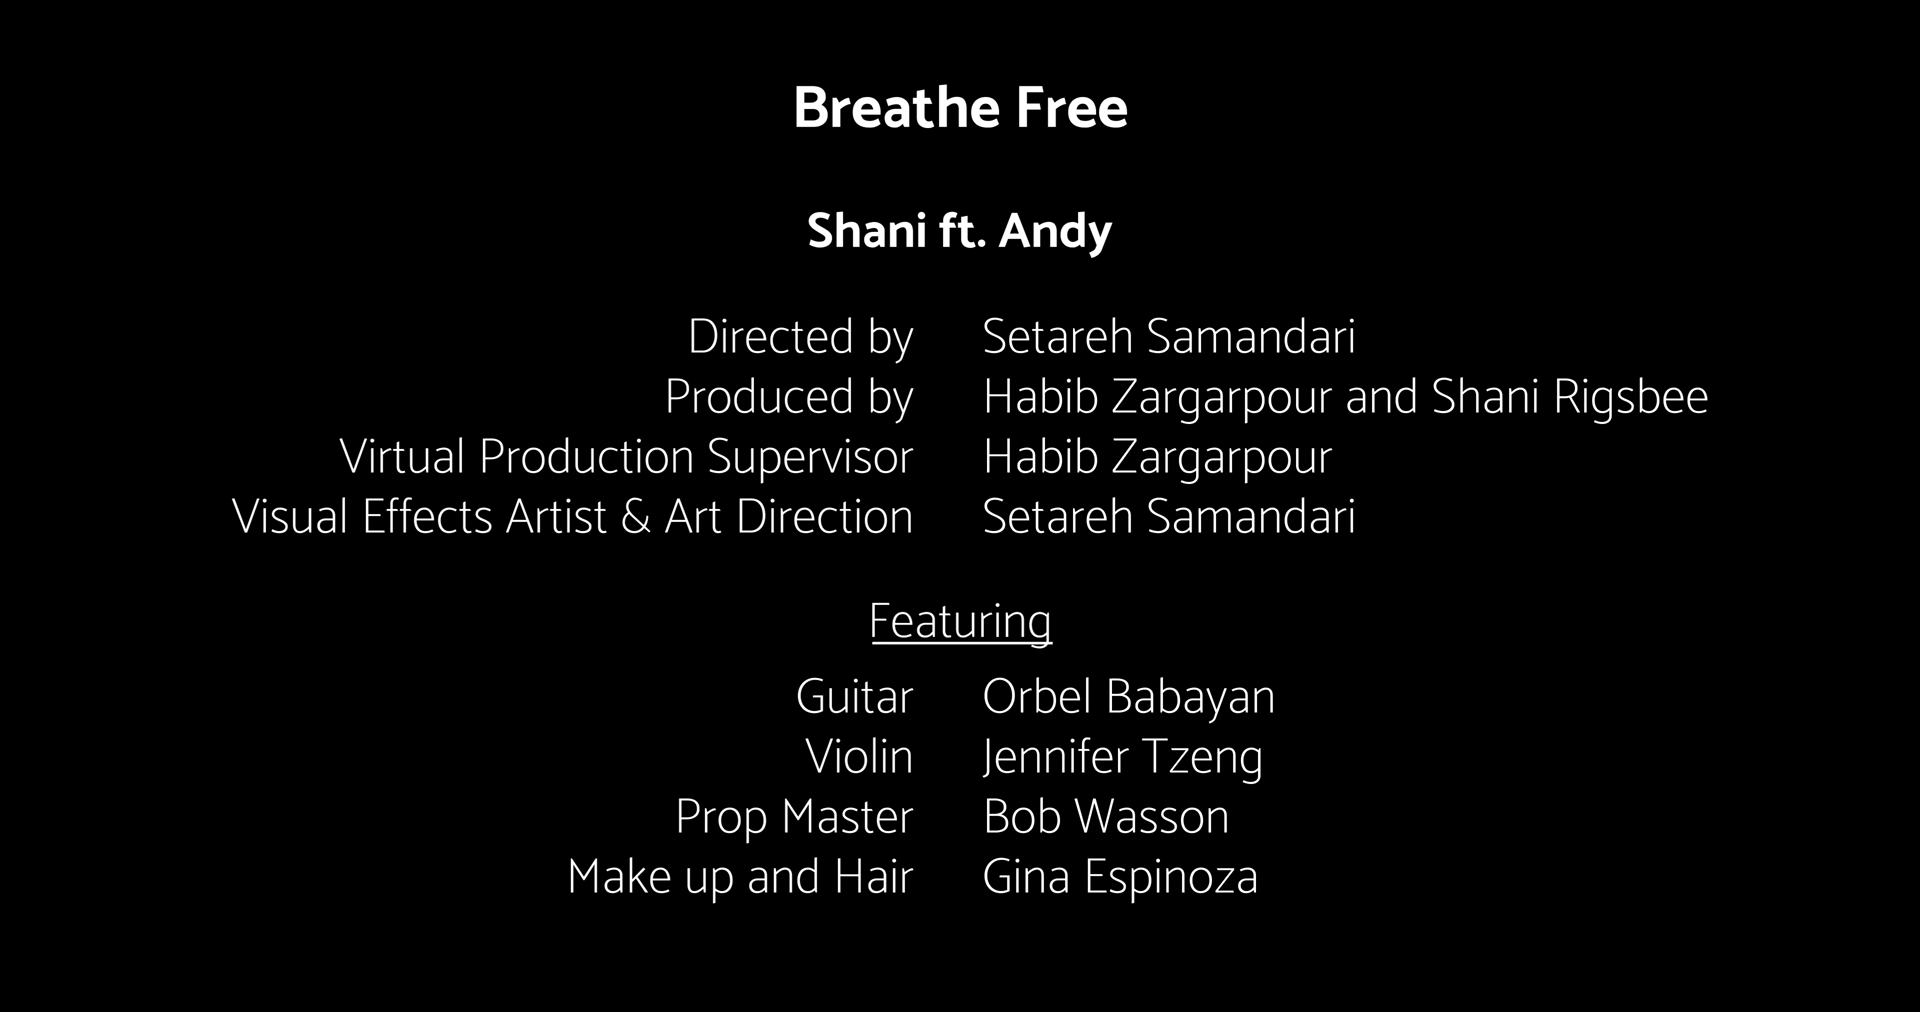 Breathe Free
Shani ft. Andy
Directed by Setareh Samandari
Produced by Habib Zargarpour and Shani Rigsbee
Virtual Production Supervisor Habib Zargarpour
Visual Effects Artist & Art Direction Setareh Samandari
Featuring
Guitar Orbel Babayan
Violin Jennifer Tzeng
Prop Master Bob Wasson
Make up and Hair Gina Espinoza